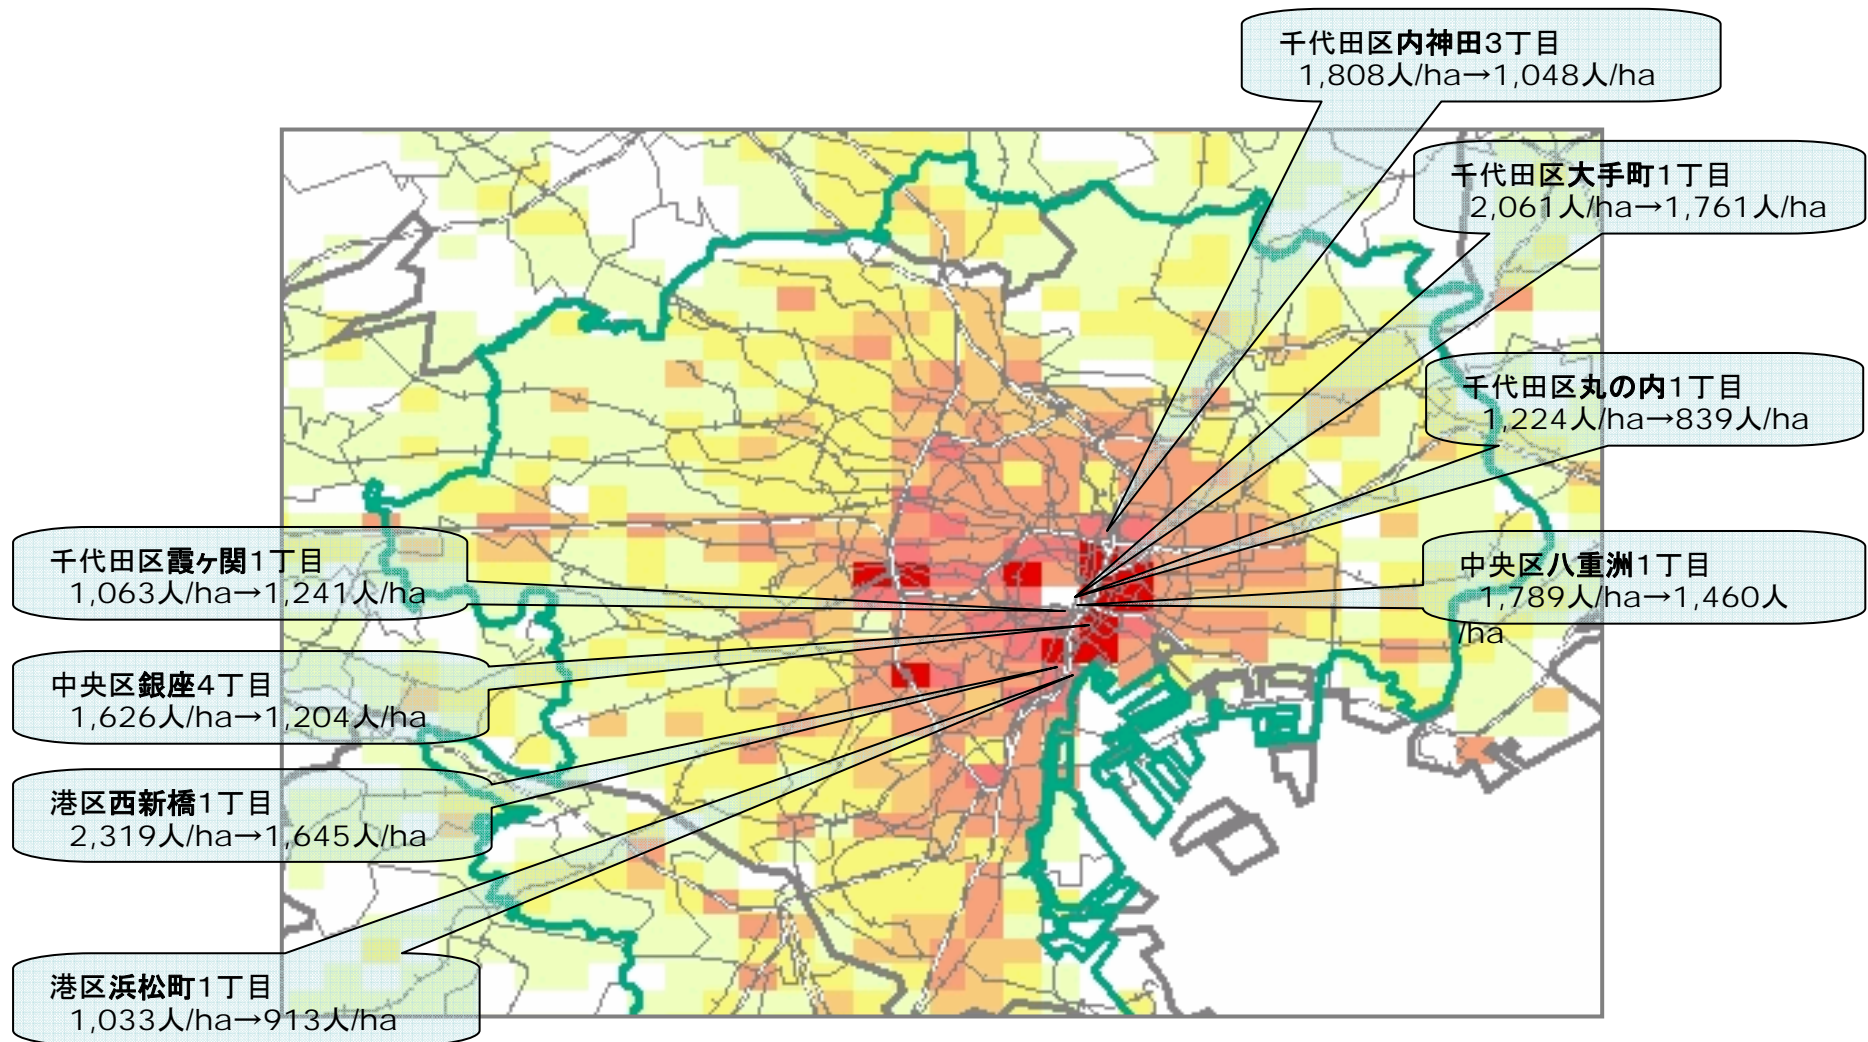 千代田区内神田3丁目
1,808人/ha→1,048人/ha
千代田区大手町1丁目
2,061人/ha→1,761人/ha
千代田区丸の内1丁目
1,224人/ha→839人/ha
千代田区霞ヶ関1丁目
1,063人/ha→1,241人/ha
中央区八重洲1丁目
1,789人/ha→1,460人
/ha
中央区銀座4丁目
1,626人/ha→1,204人/ha
港区西新橋1丁目
2,319人/ha→1,645人/ha
港区浜松町1丁目
1,033人/ha→913人/ha